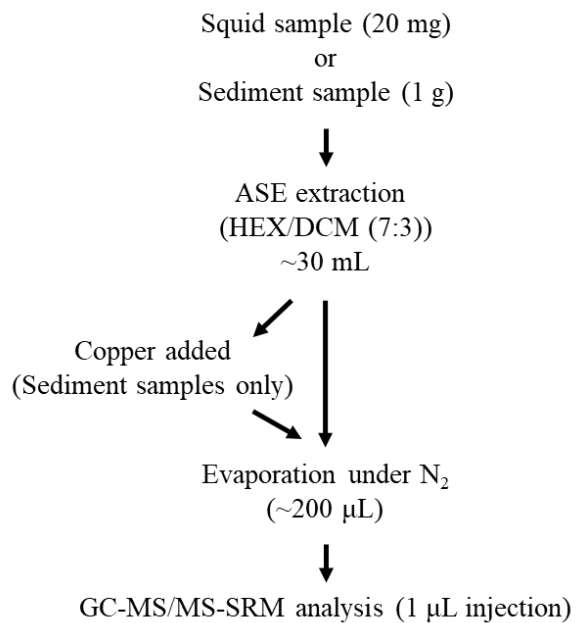 Squid sample (20 mg)
or
Sediment sample (1 g)
ASE extraction
(HEX/DCM (7:3))
~30 mL
Copper added
(Sediment samples only)
Evaporation under N₂
(~200 μL)
GC-MS/MS-SRM analysis (1 μL injection)